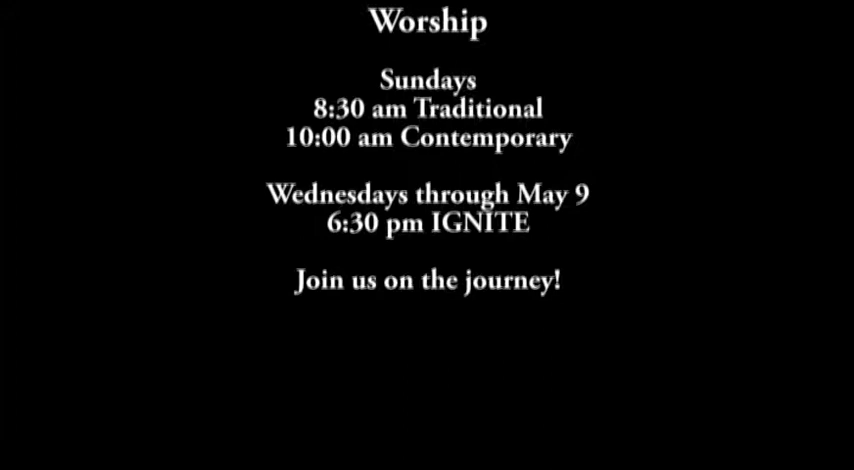 Worship
Sundays
8:30 am Traditional
10:00 am Contemporary
Wednesdays through May 9
6:30 pm IGNITE
Join us on the journey!